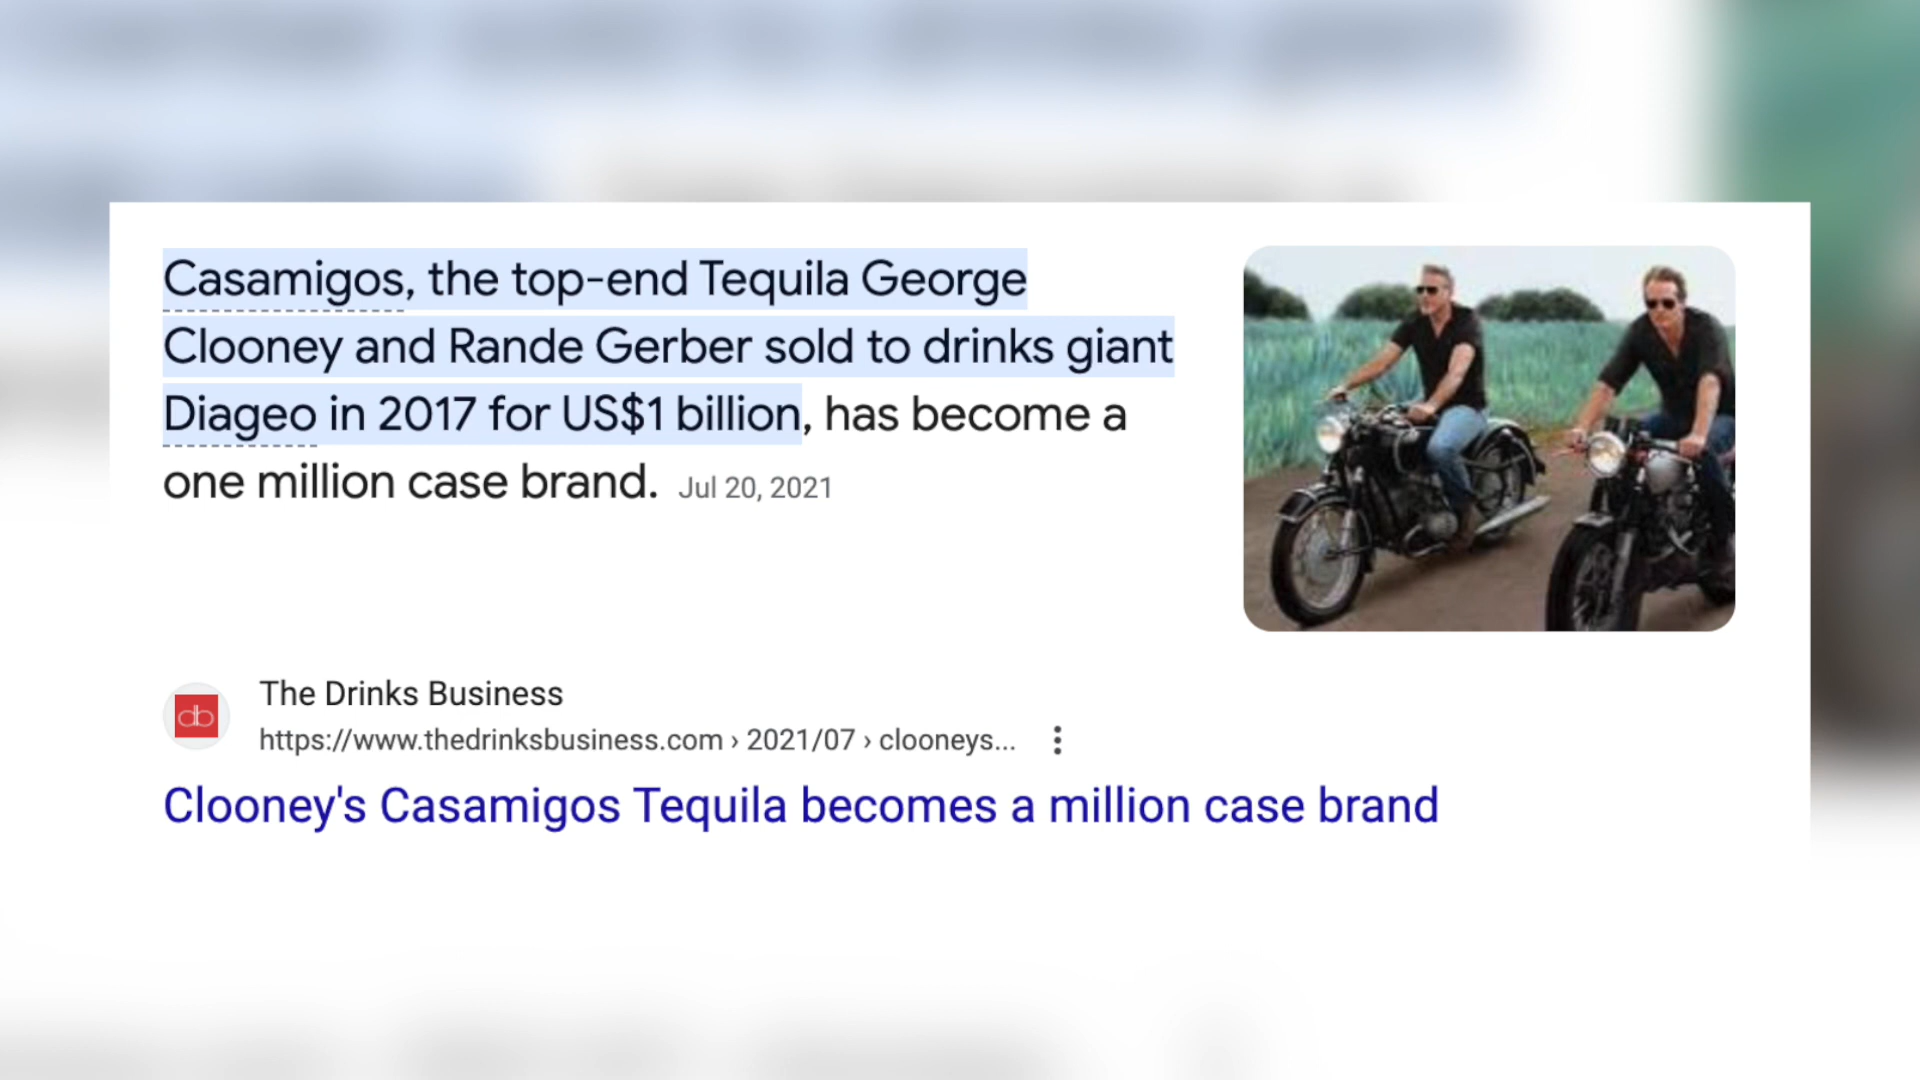 Casamigos, the top-end Tequila George
Clooney and Rande Gerber sold to drinks giant
Diageo in 2017 for US$1 billion, has become a
one million case brand. Jul 20, 2021
db
The Drinks Business
https://www.thedrinksbusiness.com › 2021/07 › clooneys...
Clooney's Casamigos Tequila becomes a million case brand